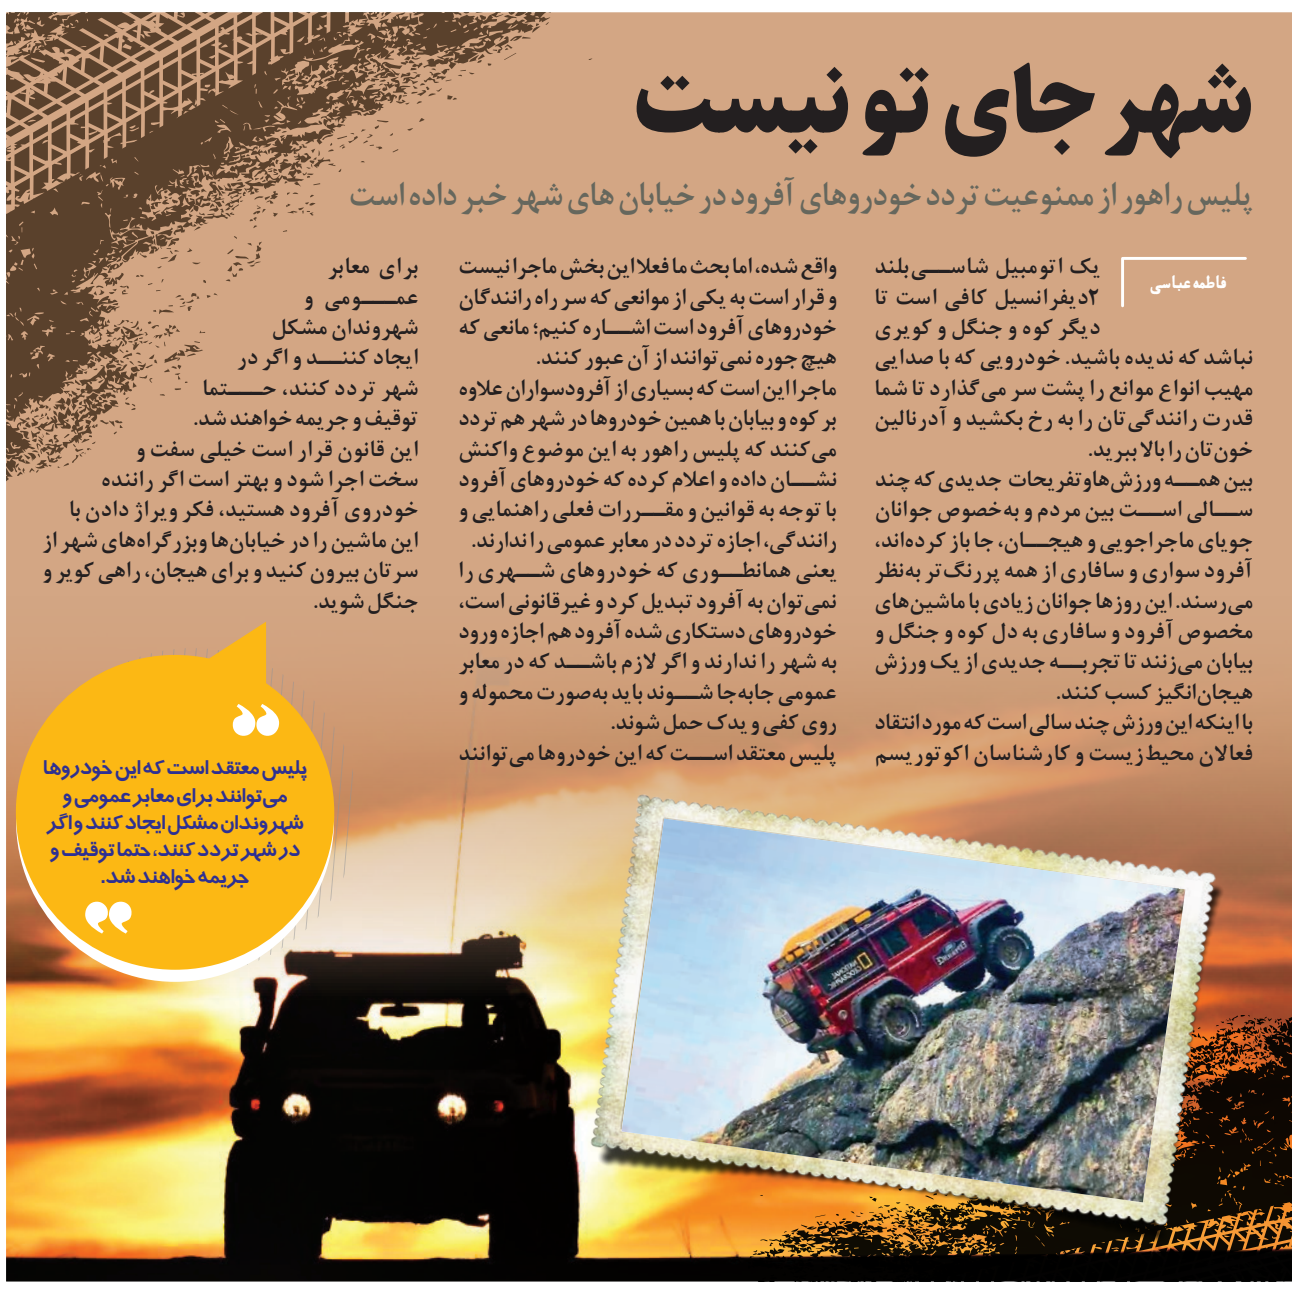 شهر جای تو نیست
پلیس راهور از ممنوعیت تردد خودروهای آفرود در خیابان های شهر خبر داده است
فاطمه عباسی
یک اتومبیل شاسی‌بلند
۲دیفرانسیل کافی است تا
دیگر کوه و جنگل و کویری
نباشد که ندیده باشید. خودرویی که با صدایی
مهیب انواع موانع را پشت سر می‌گذارد تا شما
قدرت رانندگی‌تان را به رخ بکشید و آدرنالین
خون‌تان را بالا ببرید.
بین همه ورزش‌هاوتفریحات جدیدی که چند
سالی است بین مردم و به‌خصوص جوانان
جویای ماجراجویی و هیجان، جا باز کرده‌اند،
آفرود سواری و سافاری از همه پررنگ‌تر به‌نظر
می‌رسند. این روزها جوانان زیادی با ماشین‌های
مخصوص آفرود و سافاری به دل کوه و جنگل و
بیابان می‌زنند تا تجربه جدیدی از یک ورزش
هیجان‌انگیز کسب کنند.
با اینکه این ورزش چند سالی است که مورد انتقاد
فعالان محیط‌زیست و کارشناسان اکوتوریسم
واقع شده، اما بحث ما فعلا این بخش ماجرا نیست
و قرار است به یکی از موانعی که سر راه رانندگان
خودروهای آفرود است اشاره کنیم؛ مانعی که
هیچ جوره نمی‌توانند از آن عبور کنند.
ماجرا این است که بسیاری از آفرودسواران علاوه
بر کوه و بیابان با همین خودروها در شهر هم تردد
می‌کنند که پلیس راهور به این موضوع واکنش
نشان داده و اعلام کرده که خودروهای آفرود
با توجه به قوانین و مقررات فعلی راهنمایی و
رانندگی، اجازه تردد در معابر عمومی را ندارند.
یعنی همانطوری که خودروهای شهری را
نمی‌توان به آفرود تبدیل کرد و غیرقانونی است،
خودروهای دستکاری شده آفرود هم اجازه ورود
به شهر را ندارند و اگر لازم باشد که در معابر
عمومی جابه‌جا شوند باید به‌صورت محموله و
روی کفی و یدک حمل شوند.
پلیس معتقد است که این خودروها می‌توانند
برای معابر
عمومی و
شهروندان مشکل
ایجاد کنند و اگر در
شهر تردد کنند، حتما
توقیف و جریمه خواهند شد.
این قانون قرار است خیلی سفت و
سخت اجرا شود و بهتر است اگر راننده
خودروی آفرود هستید، فکر ویراژ دادن با
این ماشین را در خیابان‌ها وبزرگراه‌های شهر از
سرتان بیرون کنید و برای هیجان، راهی کویر و
جنگل شوید.
پلیس معتقد است که این خودروها
می‌توانند برای معابر عمومی و
شهروندان مشکل ایجاد کنند و اگر
در شهر تردد کنند، حتما توقیف و
جریمه خواهند شد.